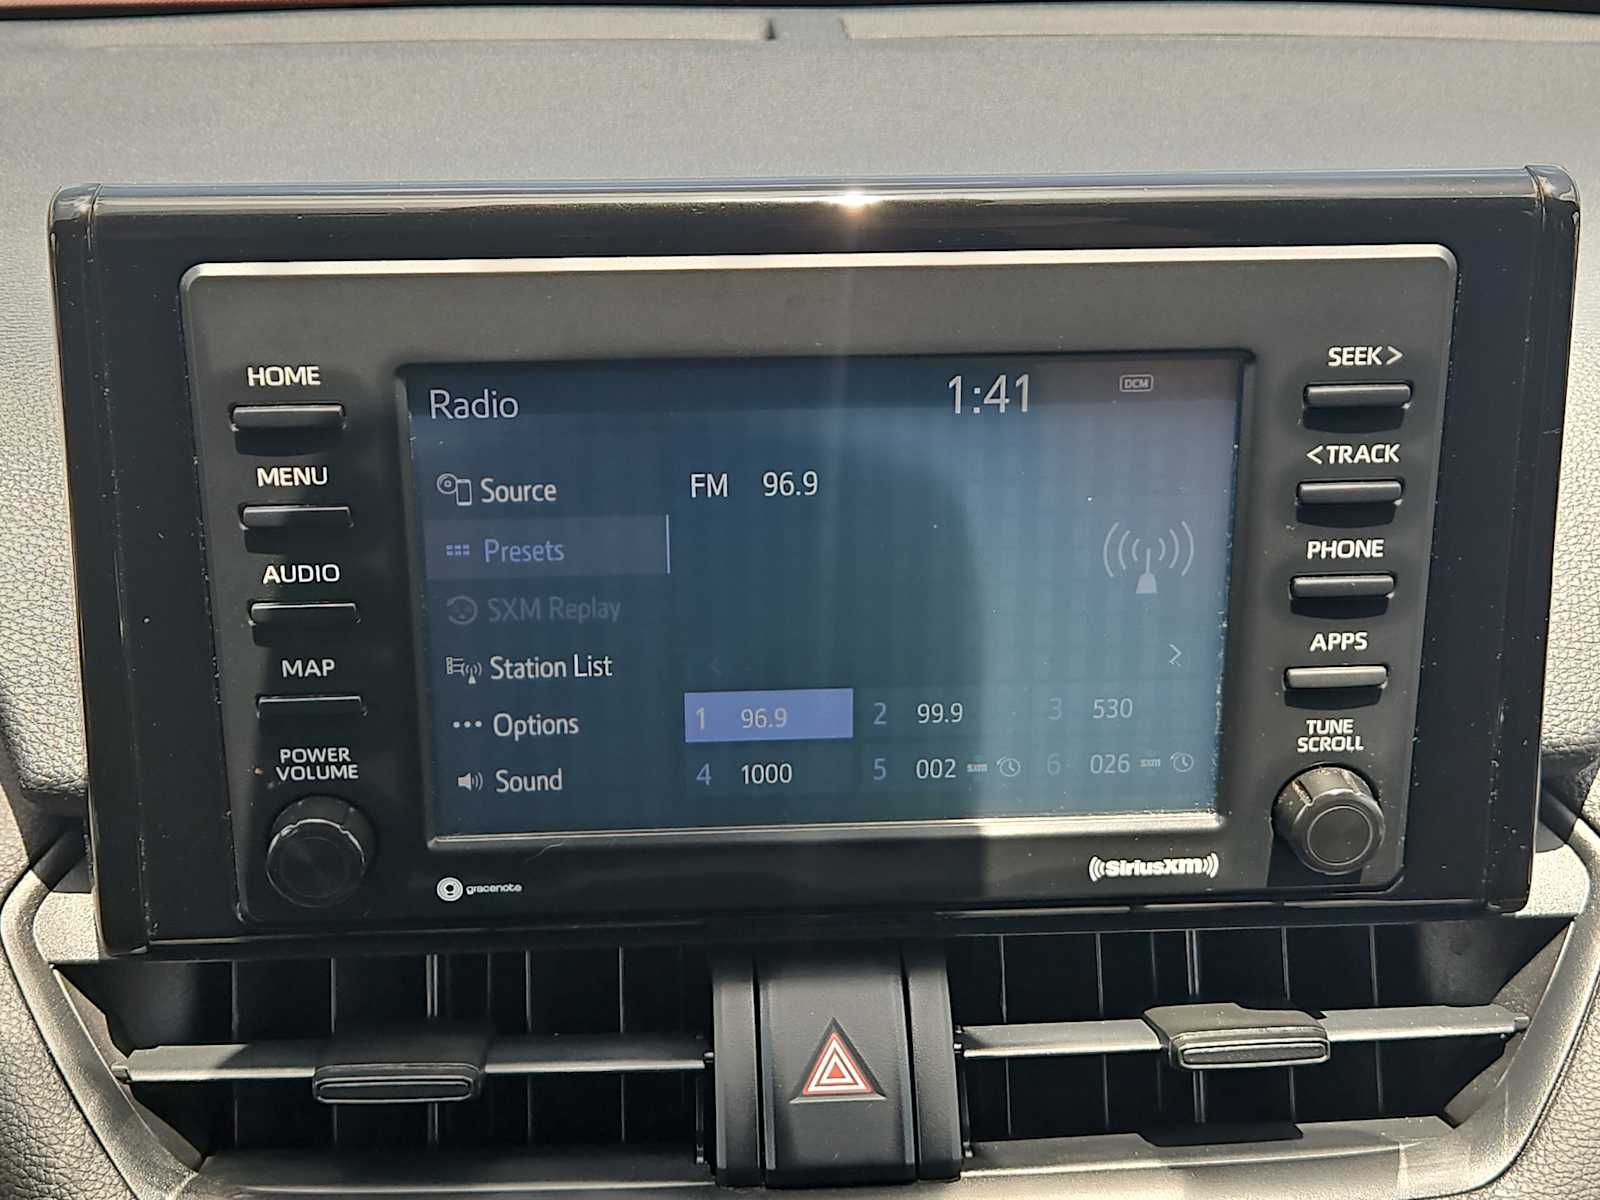 HOME
MENU
AUDIO
MAP
POWER
VOLUME
Radio
1:41
DCM
Source
Presets
SXM Replay
Station List
Options
Sound
FM 96.9
1 96.9
2 99.9
3 530
4 1000
5 002 SXM
6 026 SXM
gracenote
((SiriusXM))
SEEK >
< TRACK
PHONE
APPS
TUNE
SCROLL